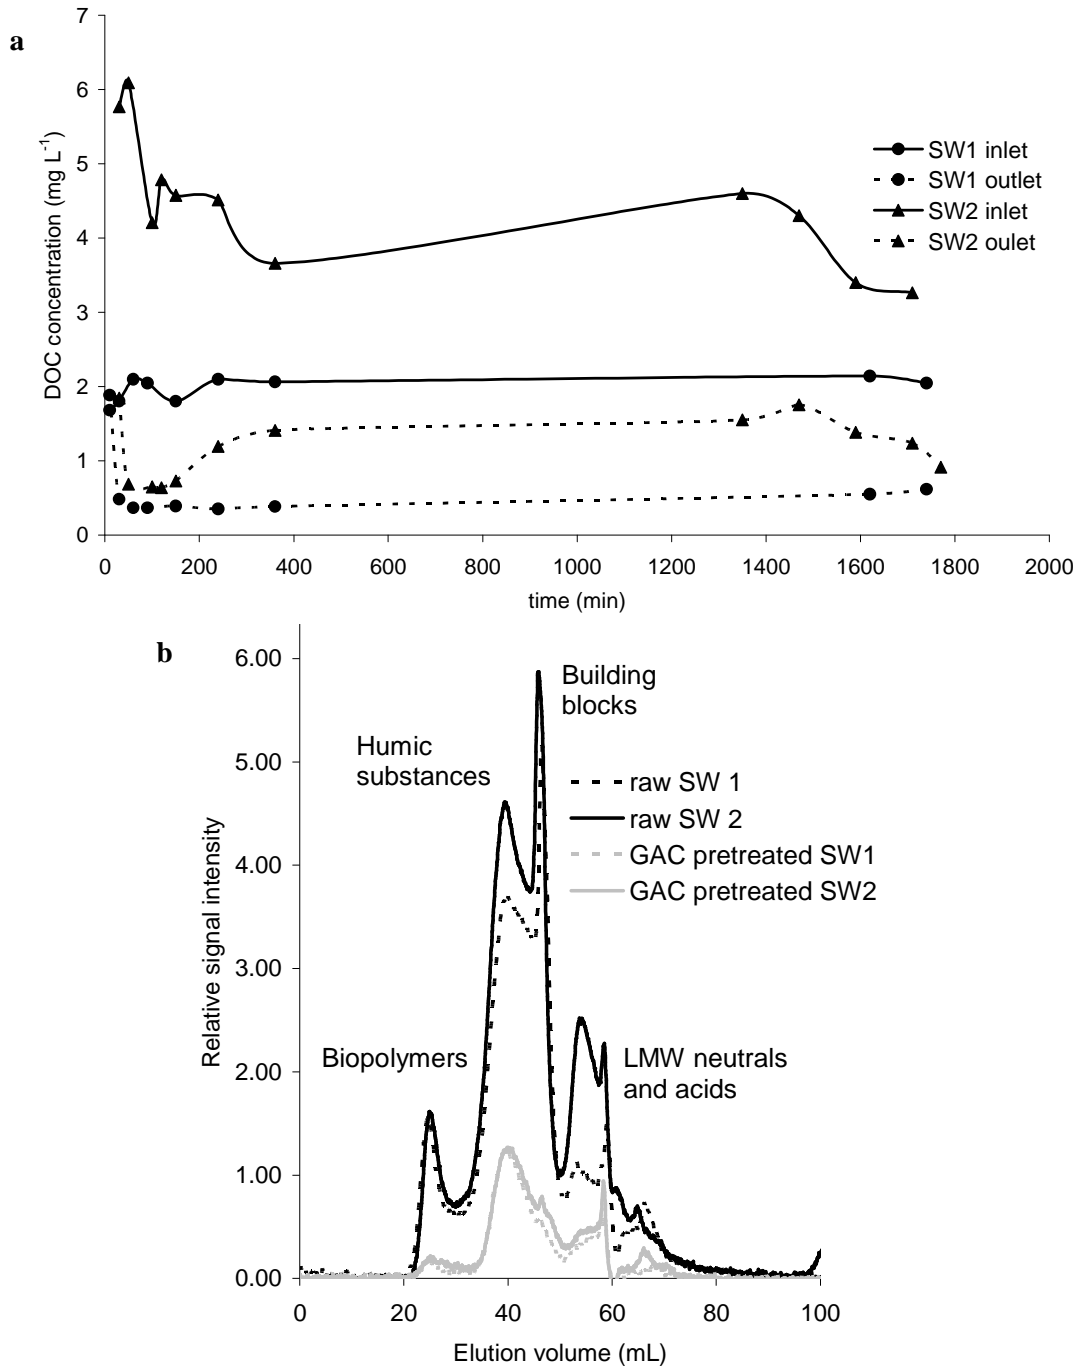 a
7
6
5
4
3
2
1
0
DOC concentration (mg L-1)
0 200 400 600 800 1000 1200 1400 1600 1800 2000
time (min)
SW1 inlet
SW1 outlet
SW2 inlet
SW2 oulet
b
6.00
5.00
4.00
3.00
2.00
1.00
0.00
Relative signal intensity
Building
blocks
Humic
substances
raw SW 1
raw SW 2
GAC pretreated SW1
GAC pretreated SW2
Biopolymers
LMW neutrals
and acids
0 20 40 60 80 100
Elution volume (mL)